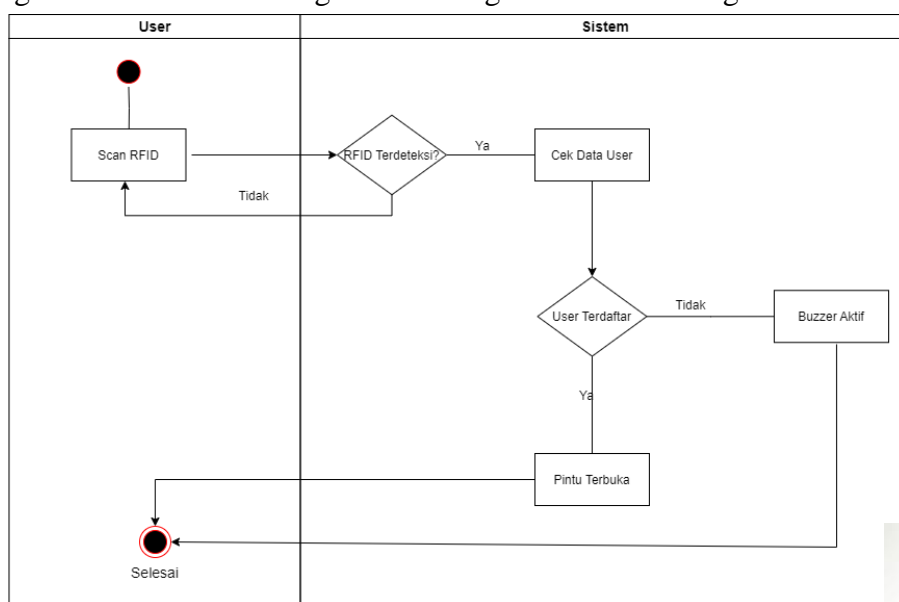 User
Sistem
Scan RFID
RFID Terdeteksi?
Ya
Cek Data User
Tidak
User Terdaftar
Tidak
Buzzer Aktif
Ya
Pintu Terbuka
Selesai